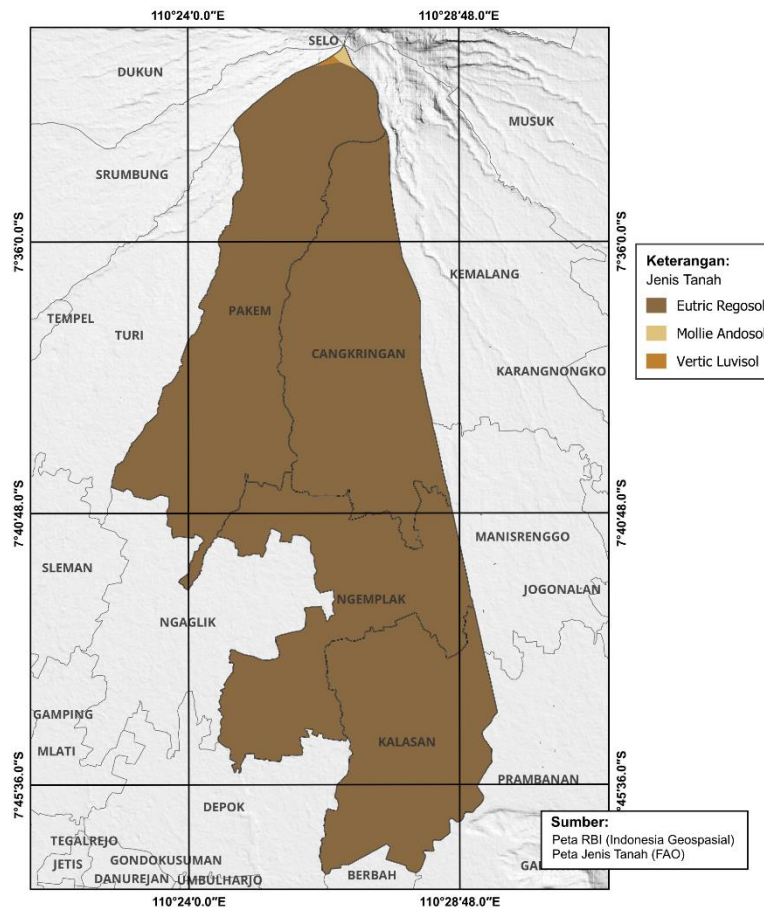 110°24'0.0"E
110°28'48.0"E
SELO
DUKUN
MUSUK
SRUMBUNG
7°36'0.0"S
7°36'0.0"S
KEMALANG
Keterangan:
Jenis Tanah
Eutric Regosol
Mollie Andosol
Vertic Luvisol
TEMPEL
TURI
PAKEM
CANGKRINGAN
KARANGNONGKO
7°40'48.0"S
7°40'48.0"S
MANISRENGGO
SLEMAN
JOGONALAN
NGEMPLAK
NGAGLIK
GAMPING
MLATI
KALASAN
PRAMBANAN
7°45'36.0"S
7°45'36.0"S
DEPOK
Sumber:
Peta RBI (Indonesia Geospasial)
Peta Jenis Tanah (FAO)
TEGALREJO
JETIS
GONDOKUSUMAN
DANUREJAN
UMBULHARJO
BERBAH
110°24'0.0"E
110°28'48.0"E